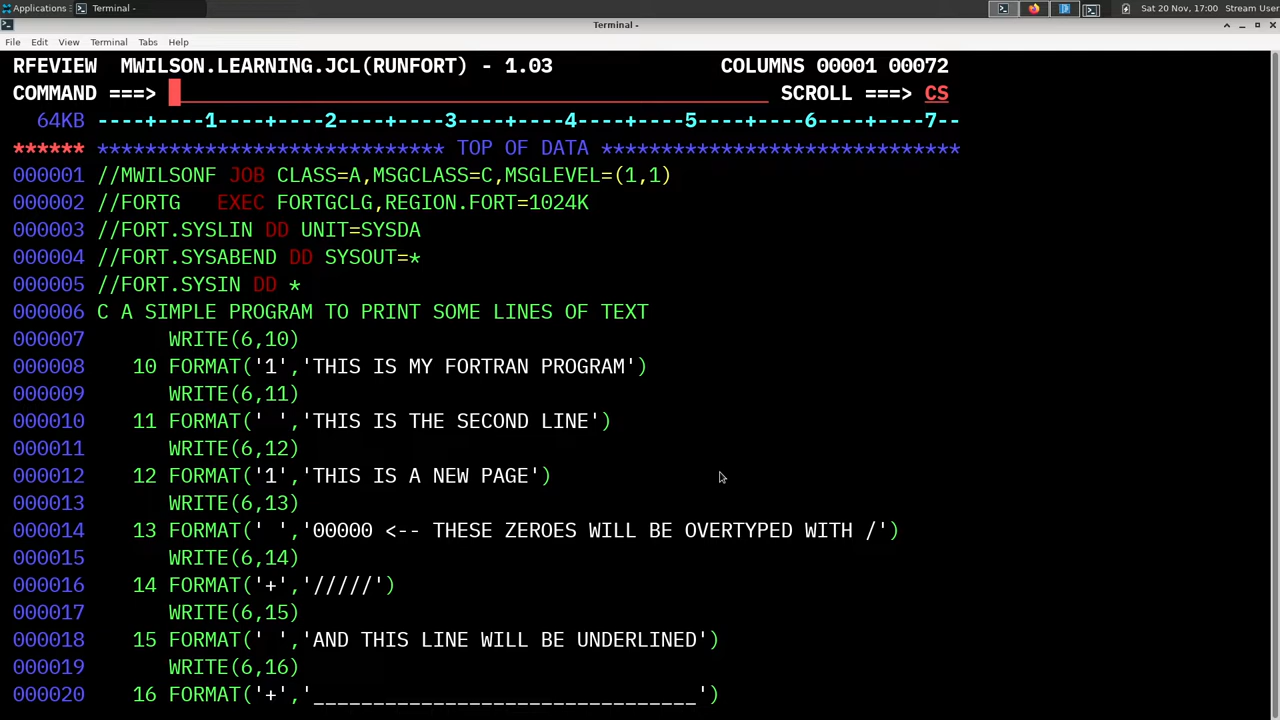 Applications Terminal - Sat 20 Nov, 17:00 Stream User
Terminal -
File Edit View Terminal Tabs Help
RFEVIEW  MWILSON.LEARNING.JCL(RUNFORT) - 1.03              COLUMNS 00001 00072
COMMAND ===>                                                    SCROLL ===> CS
  64KB ----+----1----+----2----+----3----+----4----+----5----+----6----+----7--
****** ***************************** TOP OF DATA ******************************
000001 //MWILSONF JOB CLASS=A,MSGCLASS=C,MSGLEVEL=(1,1)
000002 //FORTG   EXEC FORTGCLG,REGION.FORT=1024K
000003 //FORT.SYSLIN DD UNIT=SYSDA
000004 //FORT.SYSABEND DD SYSOUT=*
000005 //FORT.SYSIN DD *
000006 C A SIMPLE PROGRAM TO PRINT SOME LINES OF TEXT
000007       WRITE(6,10)
000008    10 FORMAT('1','THIS IS MY FORTRAN PROGRAM')
000009       WRITE(6,11)
000010    11 FORMAT(' ','THIS IS THE SECOND LINE')
000011       WRITE(6,12)
000012    12 FORMAT('1','THIS IS A NEW PAGE')
000013       WRITE(6,13)
000014    13 FORMAT(' ','00000 <-- THESE ZEROES WILL BE OVERTYPED WITH /')
000015       WRITE(6,14)
000016    14 FORMAT('+','/////')
000017       WRITE(6,15)
000018    15 FORMAT(' ','AND THIS LINE WILL BE UNDERLINED')
000019       WRITE(6,16)
000020    16 FORMAT('+','________________________________')